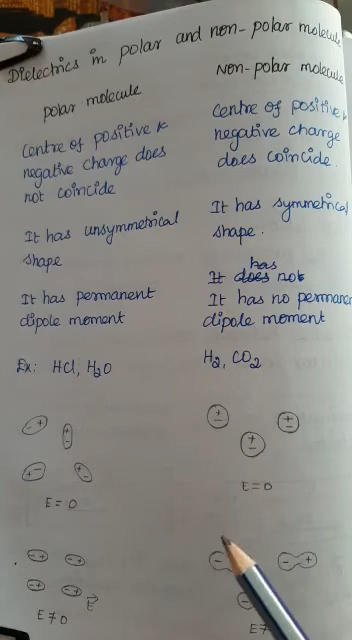 Dielectrics in polar and non-polar molecule
polar molecule
Centre of positive &
negative charge does
not coincide
It has unsymmetrical
shape
It has permanent
dipole moment
Ex: HCl, H2O
- +
+ -
+ -
+ -
E = 0
- +
- +
- +
- +
E
E≠0
Non-polar molecule
Centre of positive &
negative charge
does coincide.
It has symmetrical
shape.
has
It does not
It has no
dipole moment
H2, CO2
±
±
±
E=0
-
- +
-